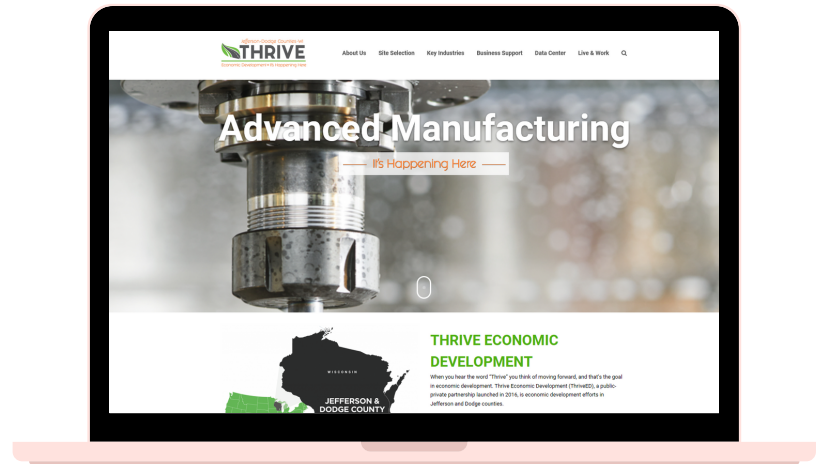 Jefferson-Dodge Counties WI
THRIVE
Economic Development IS Happening Here
About Us Site Selection Key Industries Business Support Data Center Live & Work
Advanced Manufacturing
It's Happening Here
WISCONSIN
JEFFERSON &
DODGE COUNTY
THRIVE ECONOMIC
DEVELOPMENT
When you hear the word "Thrive" you think of moving forward, and that's the goal
in economic development. Thrive Economic Development (ThriveED), a public-
private partnership launched in 2016, is economic development efforts in
Jefferson and Dodge counties.